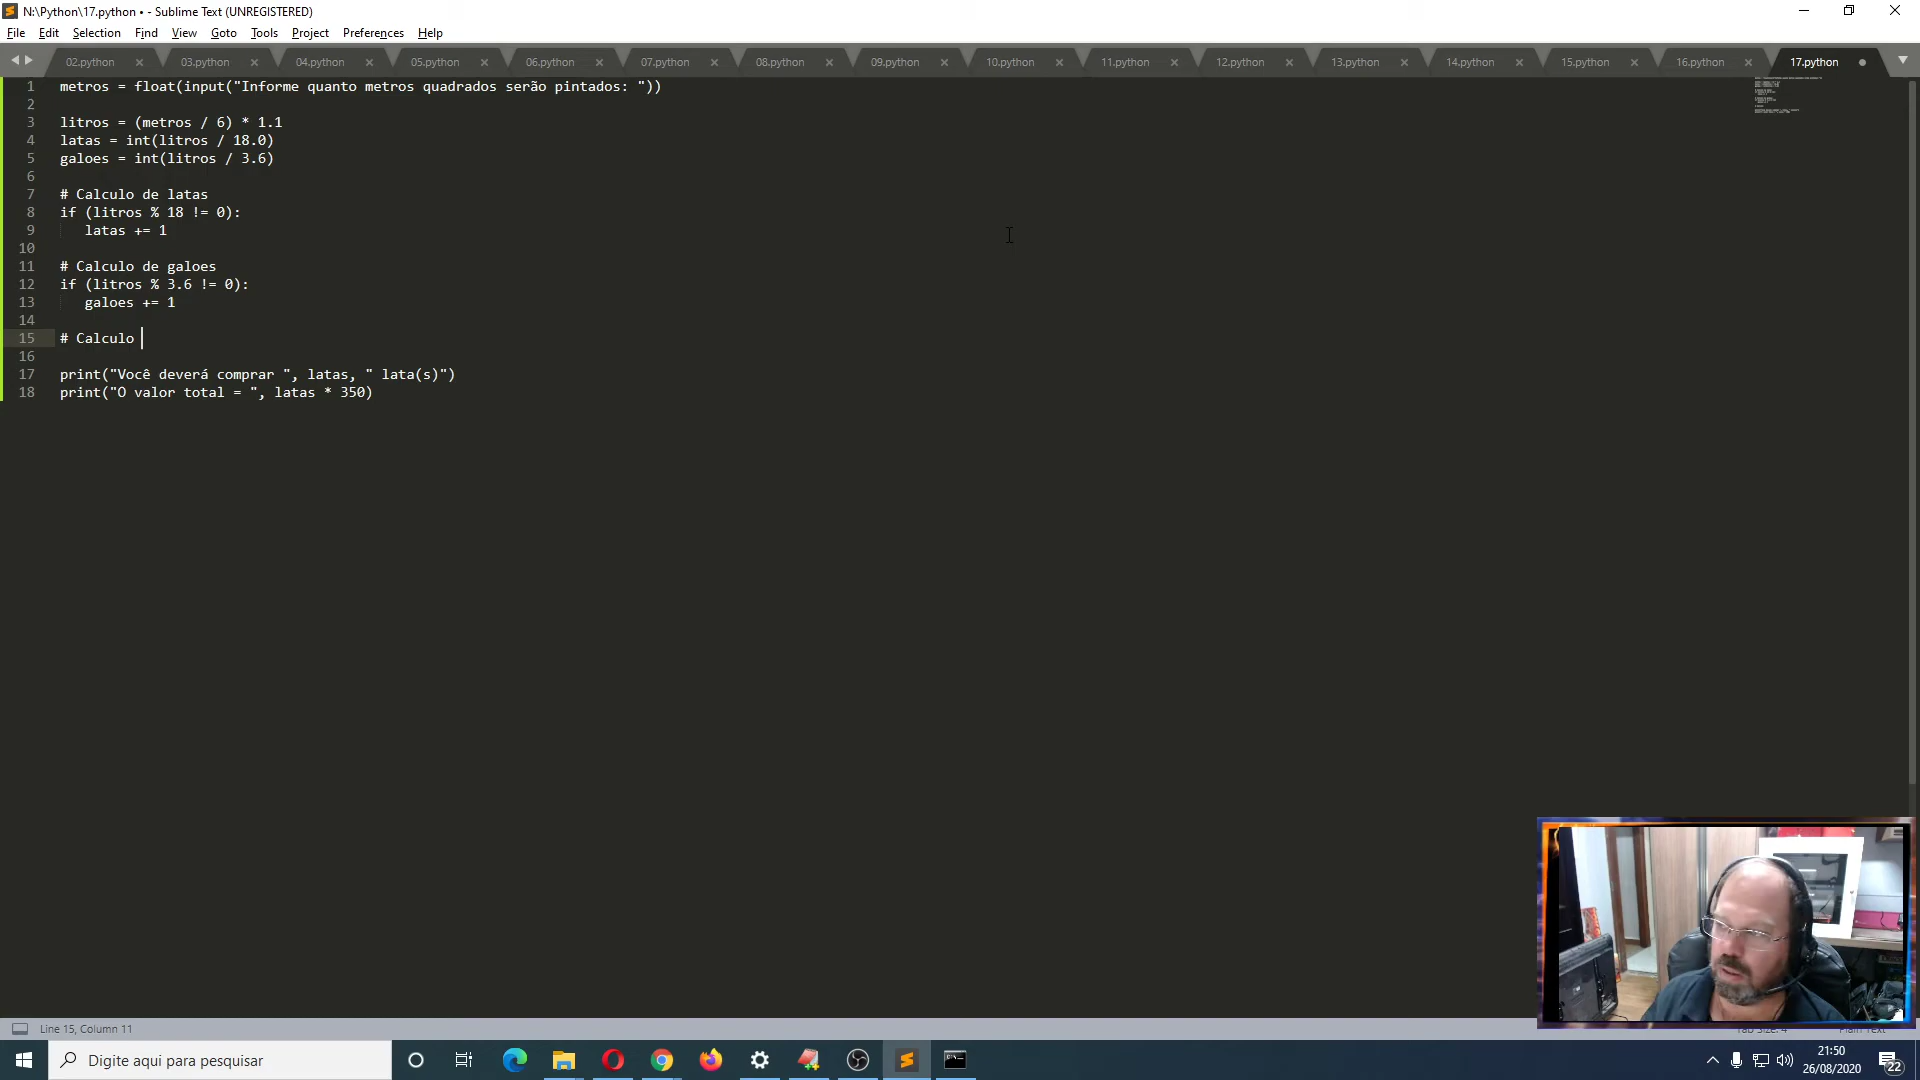 N:\Python\17.python • - Sublime Text (UNREGISTERED)
File Edit Selection Find View Goto Tools Project Preferences Help
02.python 03.python 04.python 05.python 06.python 07.python 08.python 09.python 10.python 11.python 12.python 13.python 14.python 15.python 16.python 17.python
1 metros = float(input("Informe quanto metros quadrados serão pintados: "))
2
3 litros = (metros / 6) * 1.1
4 latas = int(litros / 18.0)
5 galoes = int(litros / 3.6)
6
7 # Calculo de latas
8 if (litros % 18 != 0):
9 latas += 1
10
11 # Calculo de galoes
12 if (litros % 3.6 != 0):
13 galoes += 1
14
15 # Calculo
16
17 print("Você deverá comprar ", latas, " lata(s)")
18 print("O valor total = ", latas * 350)
Line 15, Column 11
Digite aqui para pesquisar
21:50
26/08/2020
22